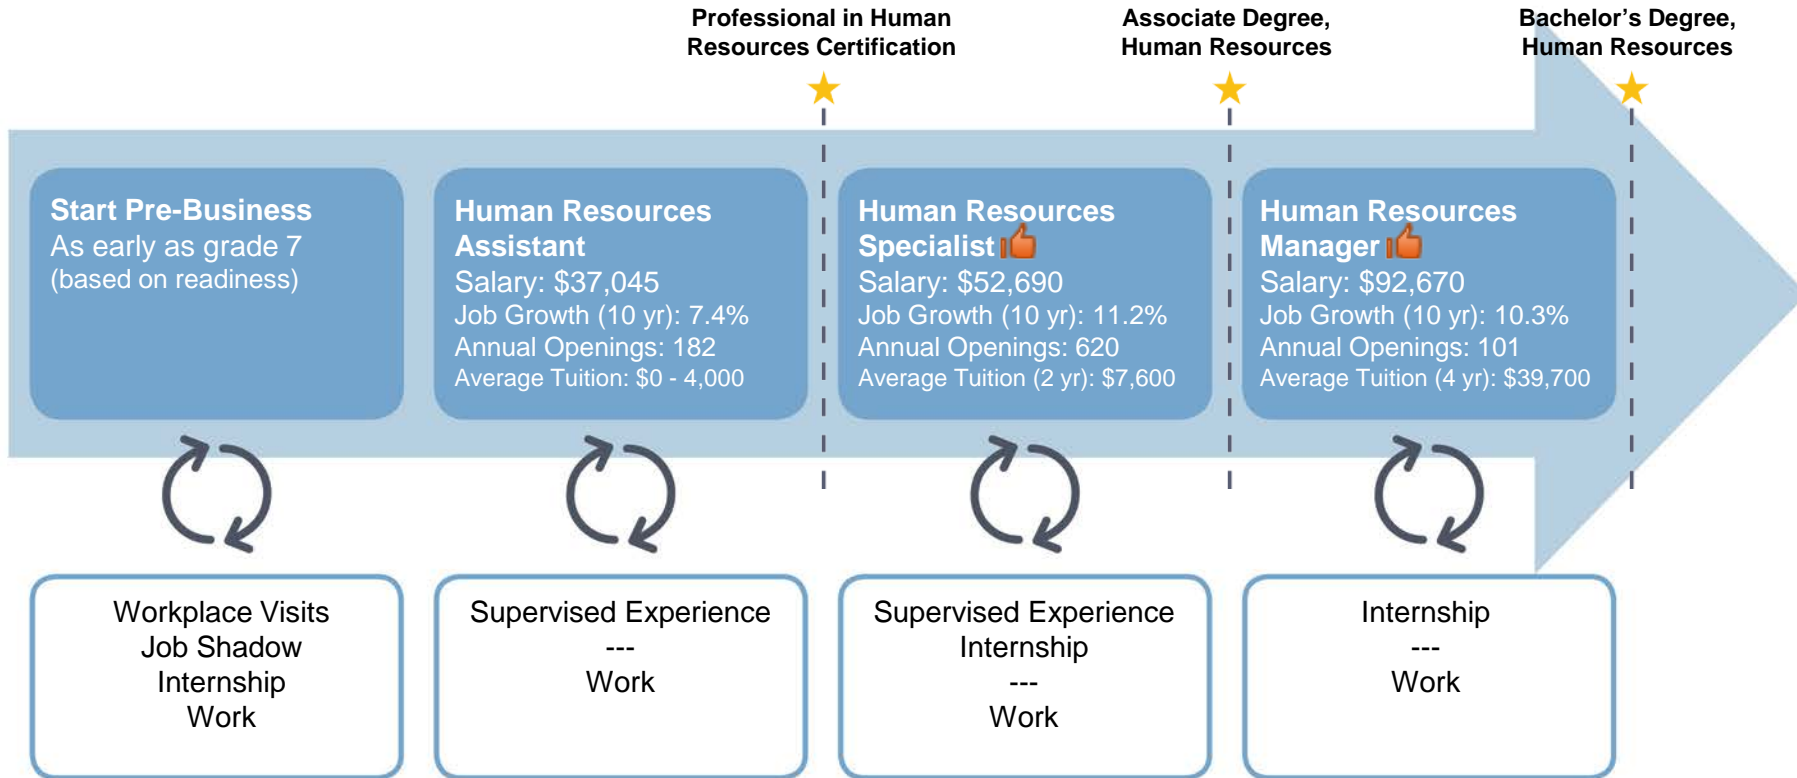 Professional in Human
Resources Certification
Associate Degree,
Human Resources
Bachelor's Degree,
Human Resources
Start Pre-Business
As early as grade 7
(based on readiness)
Human Resources
Assistant
Salary: $37,045
Job Growth (10 yr): 7.4%
Annual Openings: 182
Average Tuition: $0 - 4,000
Human Resources
Specialist
Salary: $52,690
Job Growth (10 yr): 11.2%
Annual Openings: 620
Average Tuition (2 yr): $7,600
Human Resources
Manager
Salary: $92,670
Job Growth (10 yr): 10.3%
Annual Openings: 101
Average Tuition (4 yr): $39,700
Workplace Visits
Job Shadow
Internship
Work
Supervised Experience
---
Work
Supervised Experience
Internship
---
Work
Internship
---
Work